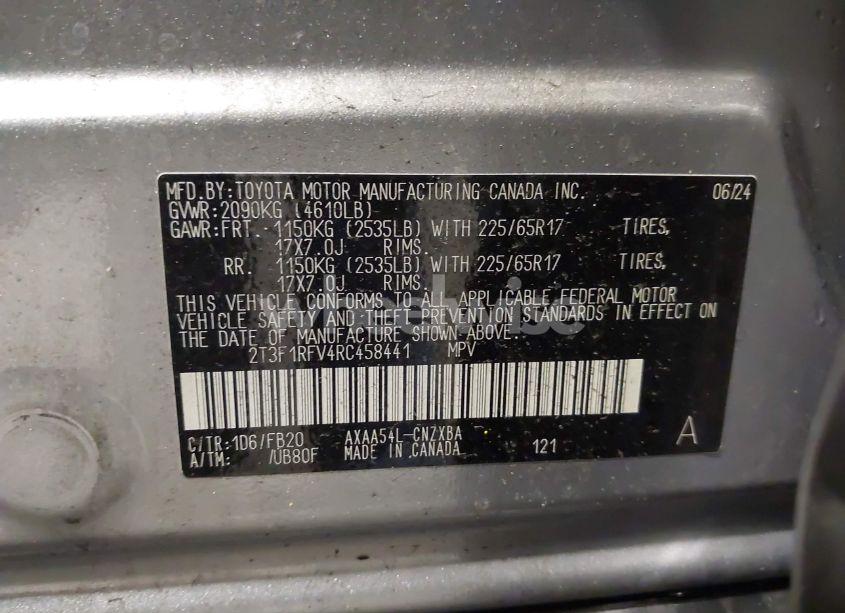 MFD.BY:TOYOTA MOTOR MANUFACTURING CANADA INC. 06/24
GVWR:2090KG (4610LB)
GAWR:FRT. 1150KG (2535LB) WITH 225/65R17 TIRES,
17X7.0J RIMS.
RR. 1150KG (2535LB) WITH 225/65R17 TIRES,
17X7.0J RIMS.
THIS VEHICLE CONFORMS TO ALL APPLICABLE FEDERAL MOTOR
VEHICLE SAFETY AND THEFT PREVENTION STANDARDS IN EFFECT ON
THE DATE OF MANUFACTURE SHOWN ABOVE.
2T3F1RFV4RC458441 MPV
C/TR:1D6/FB20 AXAA54L-CNZXBA
A/TM: /UB80F MADE IN CANADA 121 A